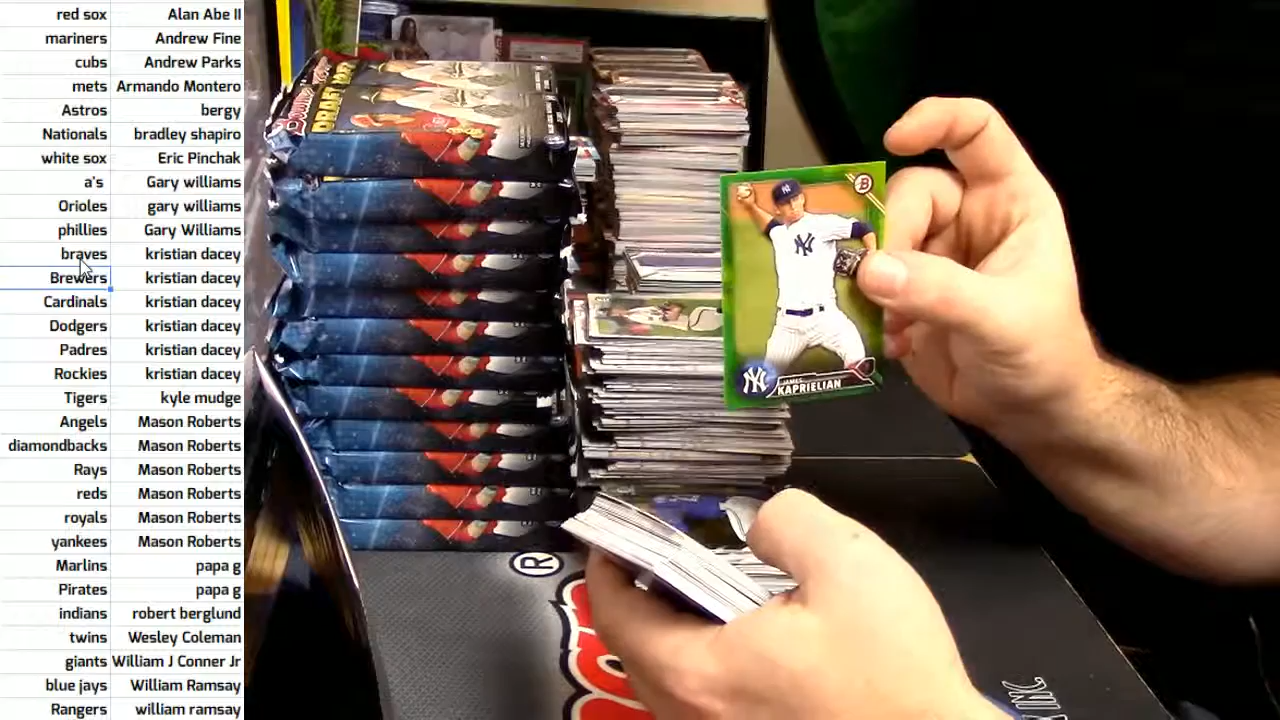 red sox Alan Abe II
mariners Andrew Fine
cubs Andrew Parks
mets Armando Montero
Astros bergy
Nationals bradley shapiro
white sox Eric Pinchak
a's Gary williams
Orioles gary williams
phillies Gary Williams
braves kristian dacey
Brewers kristian dacey
Cardinals kristian dacey
Dodgers kristian dacey
Padres kristian dacey
Rockies kristian dacey
Tigers kyle mudge
Angels Mason Roberts
diamondbacks Mason Roberts
Rays Mason Roberts
reds Mason Roberts
royals Mason Roberts
yankees Mason Roberts
Marlins papa g
Pirates papa g
indians robert berglund
twins Wesley Coleman
giants William J Conner Jr
blue jays William Ramsay
Rangers william ramsay
B
NY
NY
JAMES
KAPRIELIAN
®